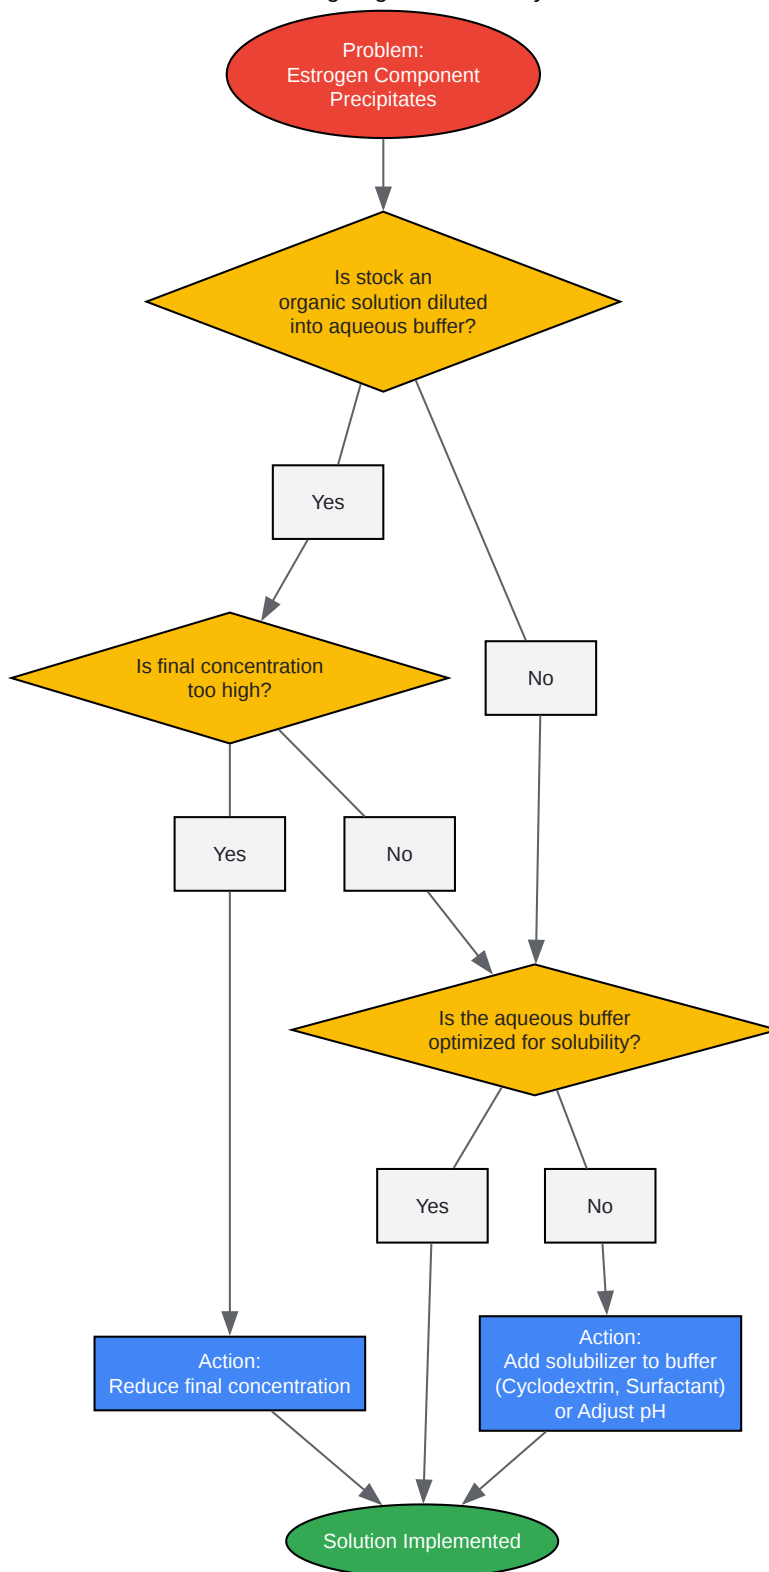 Problem:
Estrogen Component
Precipitates
Is stock an
organic solution diluted
into aqueous buffer?
Yes
Is final concentration
too high?
No
Yes
No
Is the aqueous buffer
optimized for solubility?
Yes
No
Action:
Reduce final concentration
Action:
Add solubilizer to buffer
(Cyclodextrin, Surfactant)
or Adjust pH
Solution Implemented